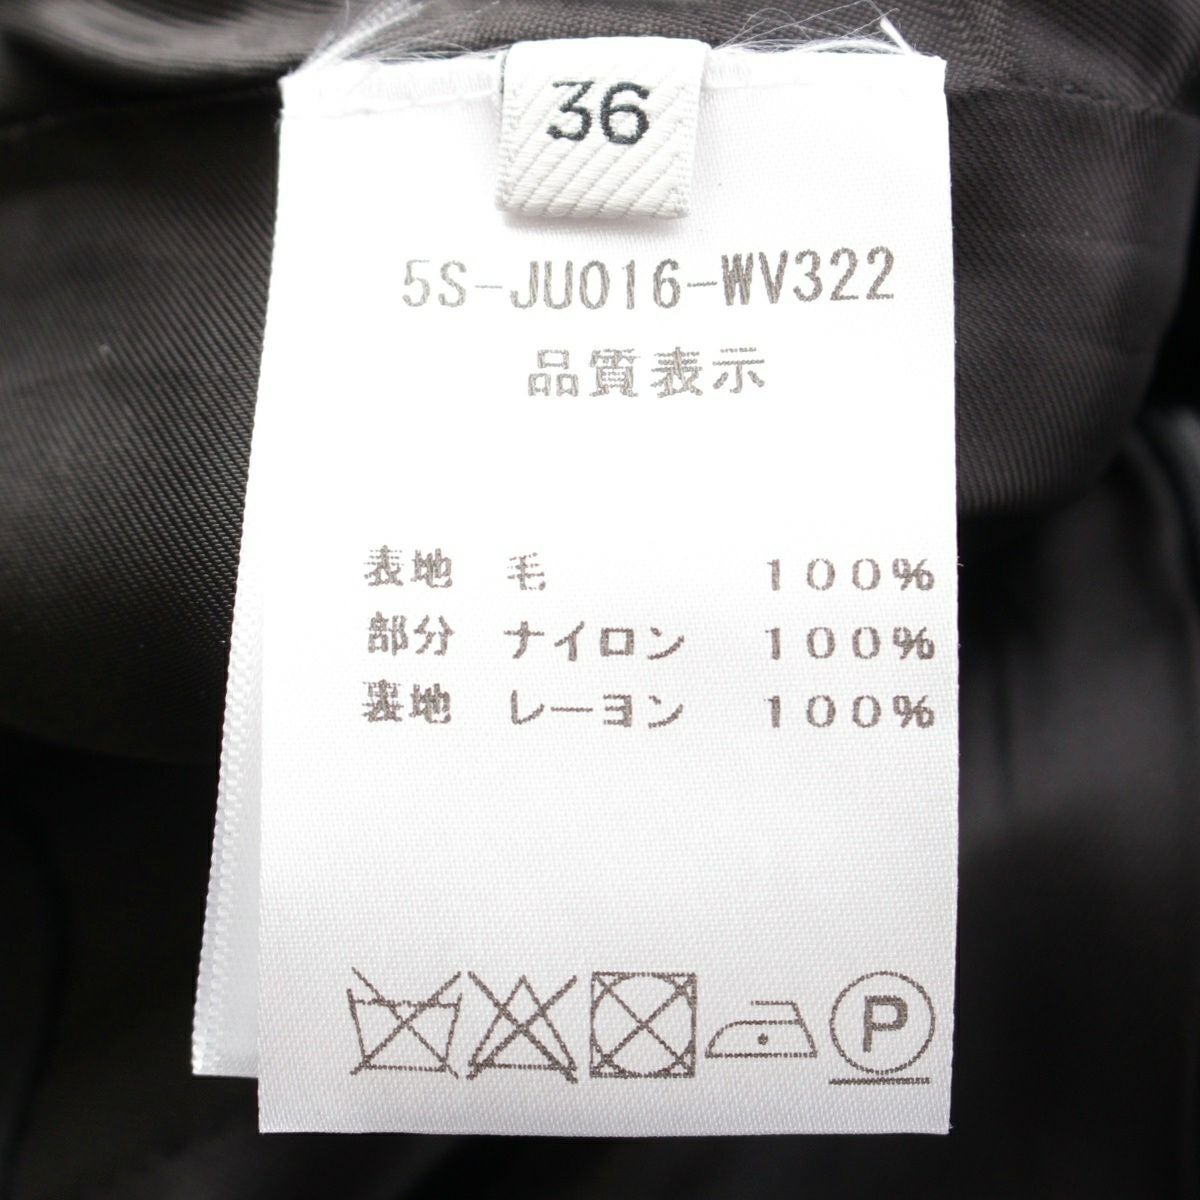 36
5S-JU016-WV322
品質表示
表地 毛 100%
部分 ナイロン 100%
裏地 レーヨン 100%
P